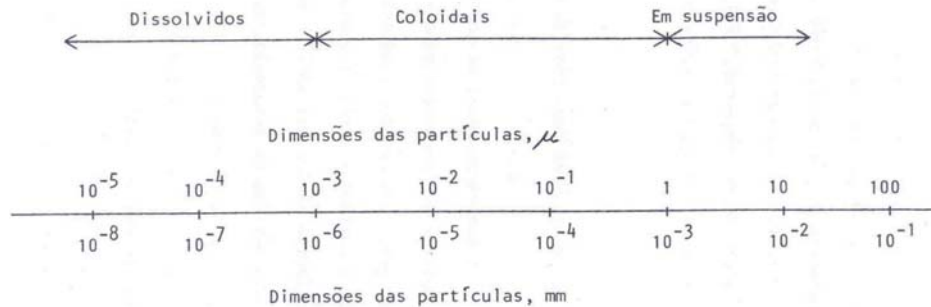 Dissolvidos Coloidais Em suspensão
Dimensões das partículas, μ
10⁻⁵ 10⁻⁴ 10⁻³ 10⁻² 10⁻¹ 1 10 100
10⁻⁸ 10⁻⁷ 10⁻⁶ 10⁻⁵ 10⁻⁴ 10⁻³ 10⁻² 10⁻¹
Dimensões das partículas, mm